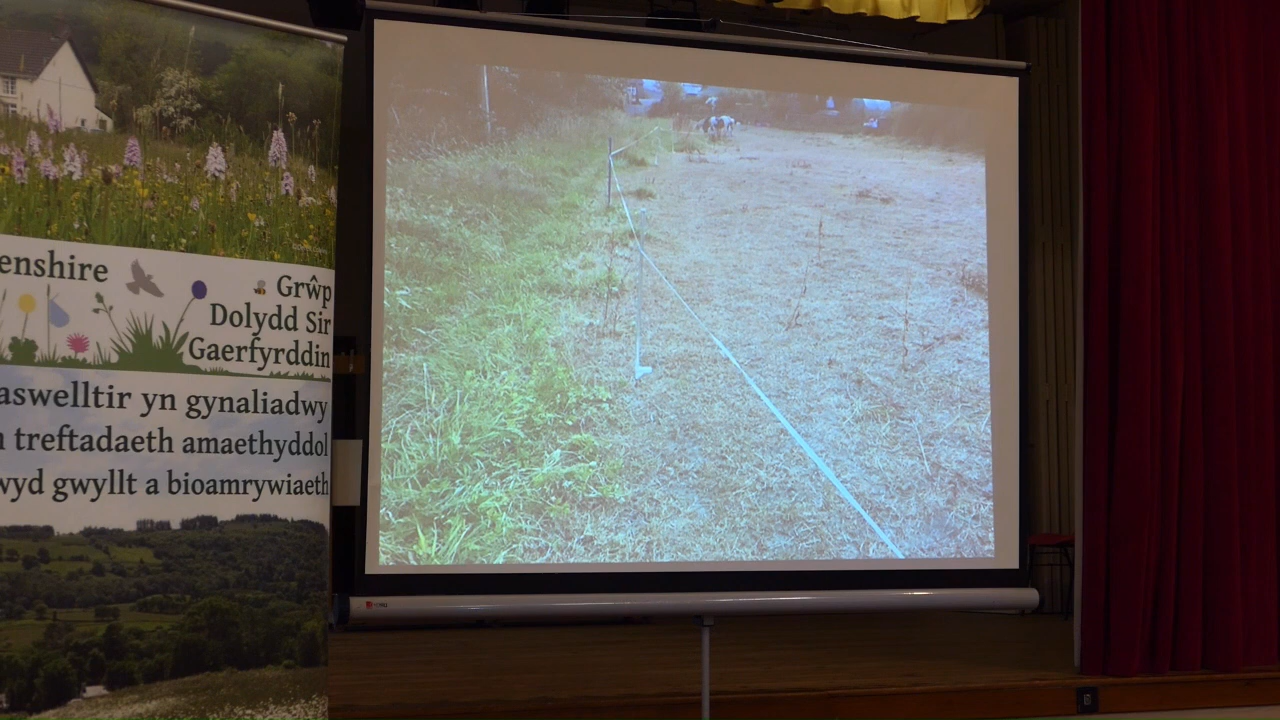 enshire
Grŵp
Dolydd Sir
Gaerfyrddin
aswelltir yn gynaliadwy
treftadaeth amaethyddol
wyd gwyllt a bioamrywiaeth